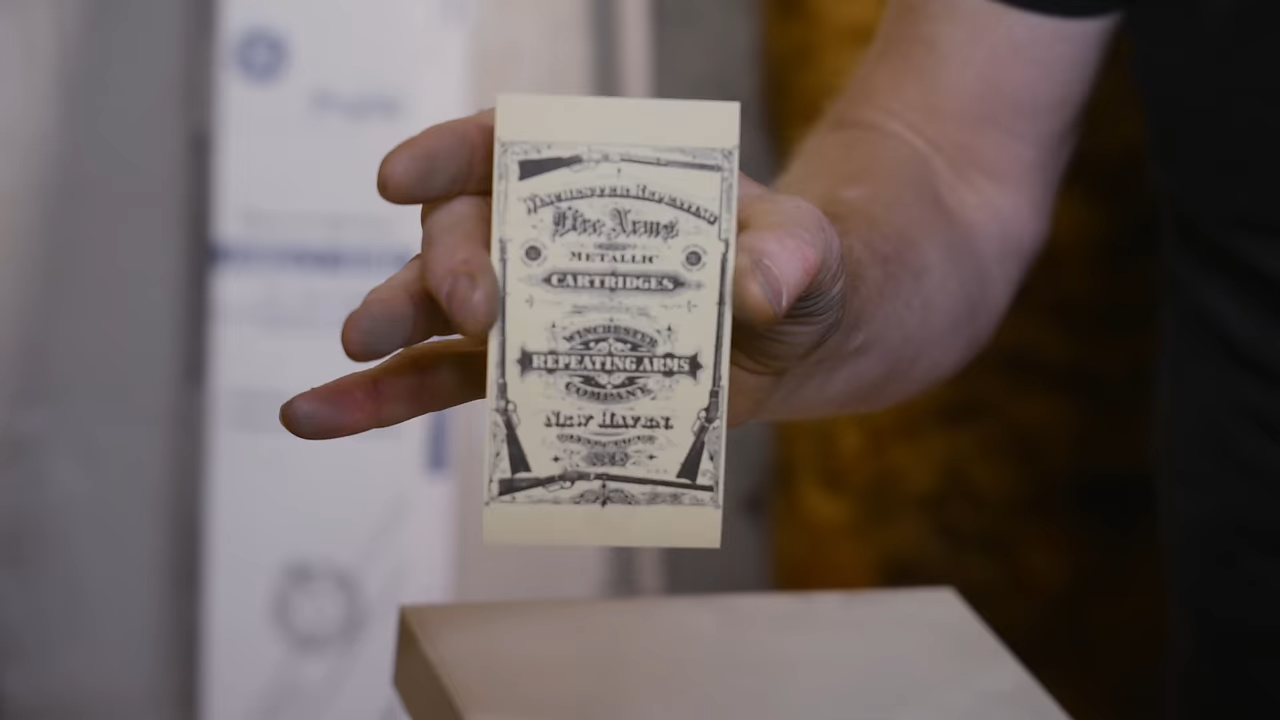 WINCHESTER REPEATING
Fire Arms
METALLIC
CARTRIDGES
WINCHESTER
REPEATING ARMS
COMPANY
NEW HAVEN.